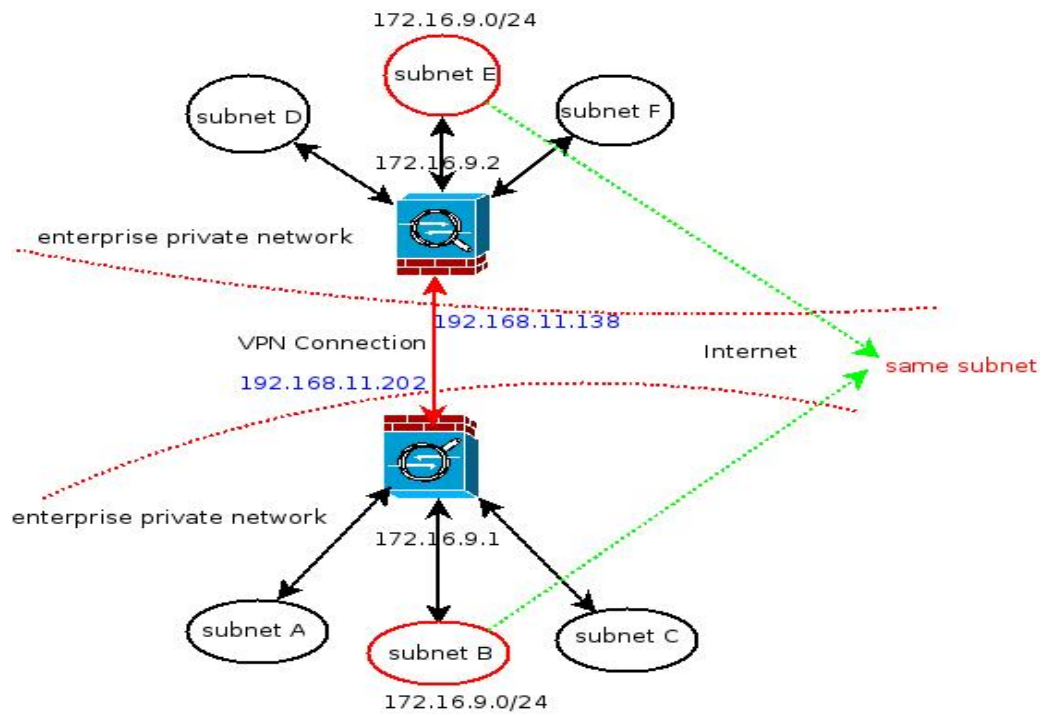 172.16.9.0/24
subnet E
subnet D
subnet F
172.16.9.2
enterprise private network
192.168.11.138
VPN Connection
Internet
same subnet
192.168.11.202
enterprise private network
172.16.9.1
subnet A
subnet B
subnet C
172.16.9.0/24